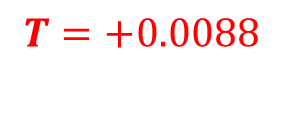 T = +0.0088